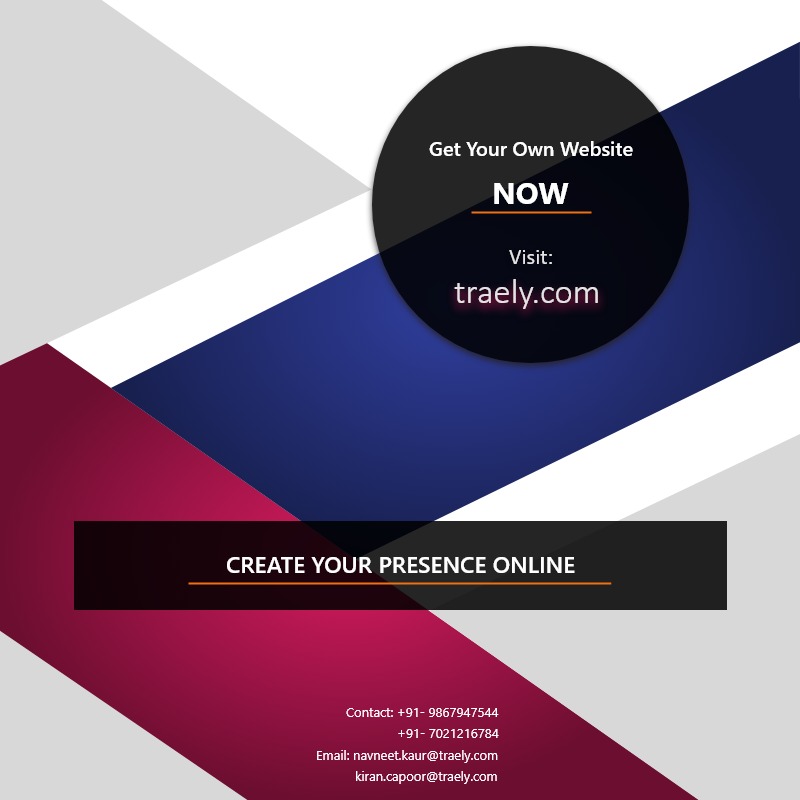 Get Your Own Website
NOW
Visit:
traely.com
CREATE YOUR PRESENCE ONLINE
Contact: +91- 9867947544
+91- 7021216784
Email: navneet.kaur@traely.com
kiran.capoor@traely.com